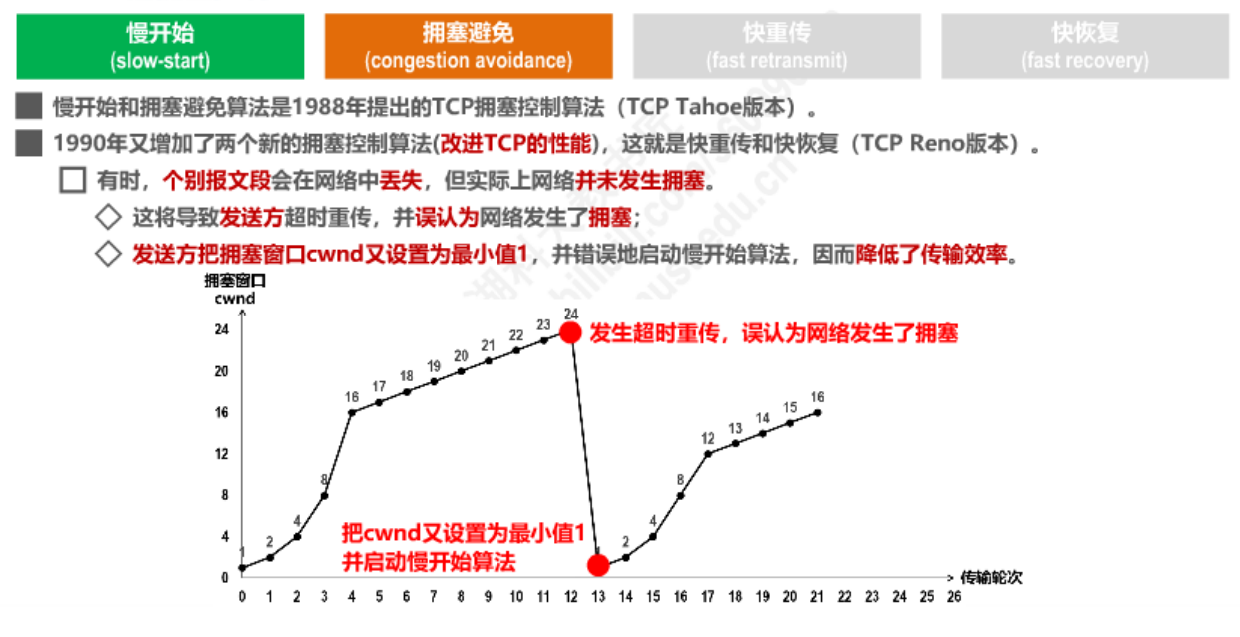 慢开始
(slow-start)
拥塞避免
(congestion avoidance)
快重传
(fast retransmit)
快恢复
(fast recovery)
慢开始和拥塞避免算法是1988年提出的TCP拥塞控制算法（TCP Tahoe版本）。
1990年又增加了两个新的拥塞控制算法(改进TCP的性能)，这就是快重传和快恢复（TCP Reno版本）。
有时，个别报文段会在网络中丢失，但实际上网络并未发生拥塞。
这将导致发送方超时重传，并误认为网络发生了拥塞；
发送方把拥塞窗口cwnd又设置为最小值1，并错误地启动慢开始算法，因而降低了传输效率。
拥塞窗口
cwnd
24
20
16
12
8
4
0
1 2 4 8 16 17 18 19 20 21 22 23 24
发生超时重传，误认为网络发生了拥塞
把cwnd又设置为最小值1
并启动慢开始算法
2 4 8 12 13 14 15 16
0 1 2 3 4 5 6 7 8 9 10 11 12 13 14 15 16 17 18 19 20 21 22 23 24 25 26
传输轮次